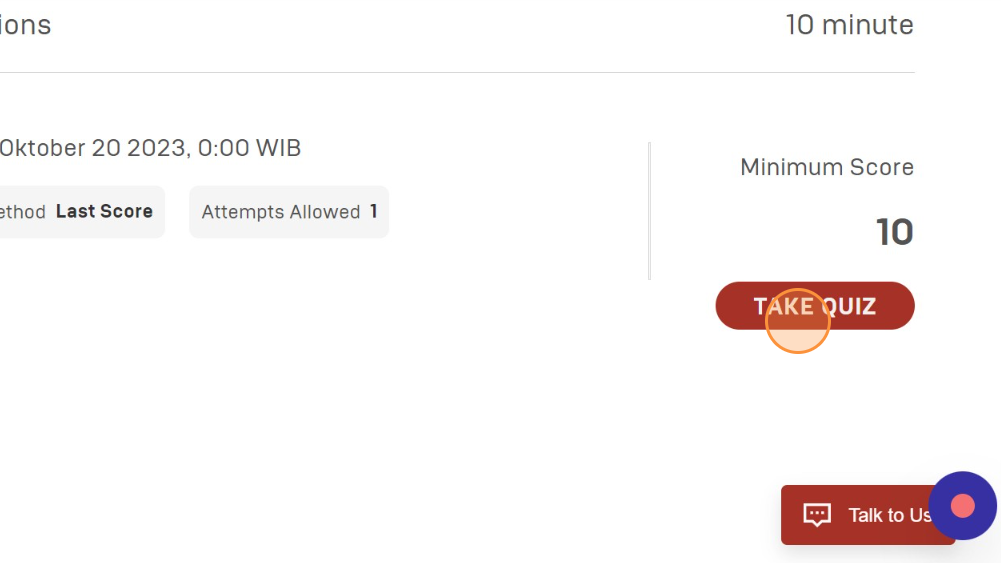 ions
10 minute
Oktober 20 2023, 0:00 WIB
ethod Last Score
Attempts Allowed 1
Minimum Score
10
TAKE QUIZ
Talk to Us